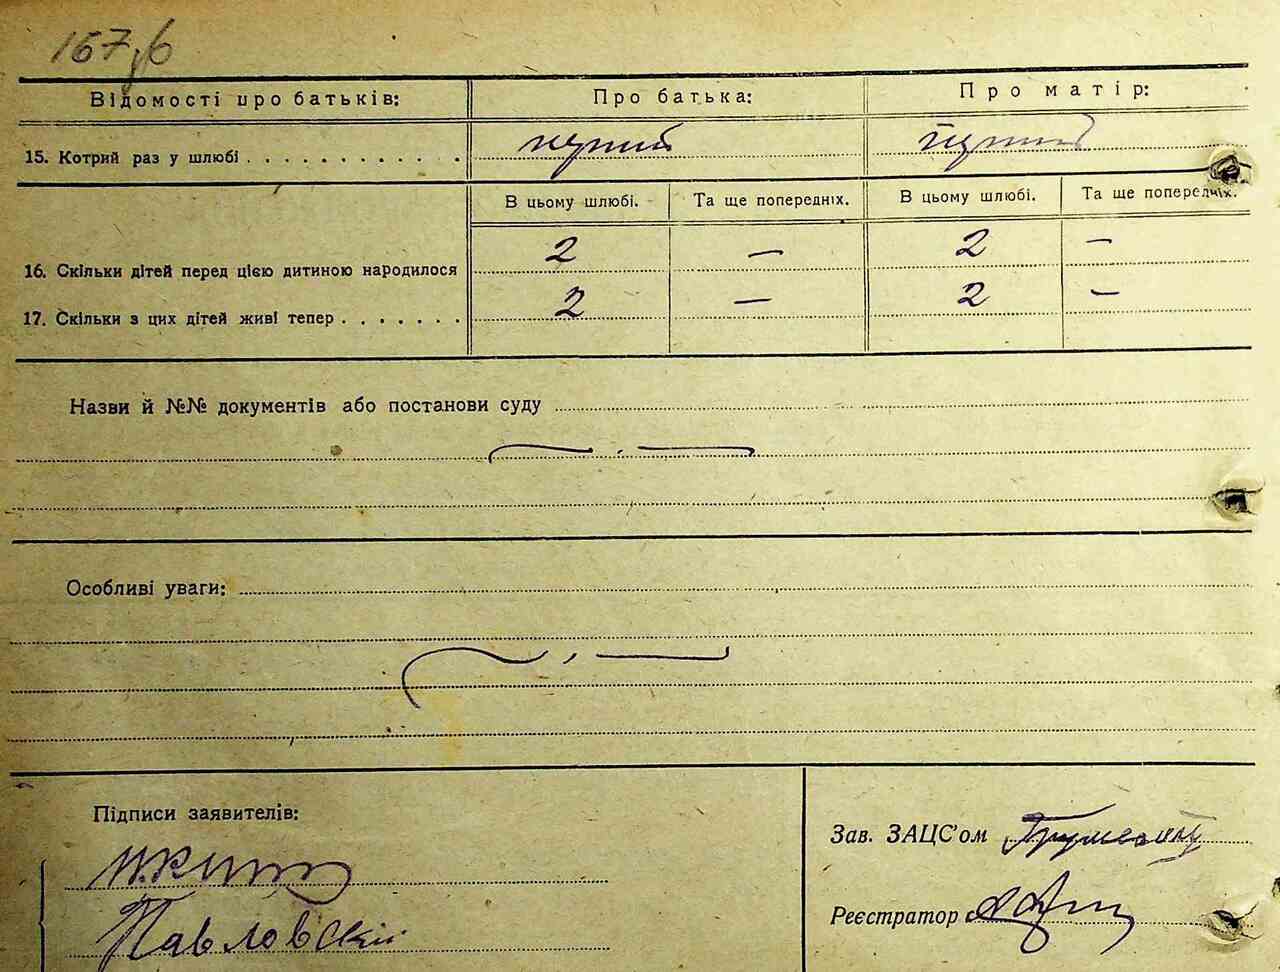 Відомості про батьків: Про батька: Про матір:
15. Котрий раз у шлюбі . . . . . . . . . . . . перший перший
В цьому шлюбі. Та ще попередніх. В цьому шлюбі. Та ще попередніх.
16. Скільки дітей перед цією дитиною народилося 2 — 2 —
17. Скільки з цих дітей живі тепер . . . . . . . 2 — 2 —
Назви й №№ документів або постанови суду
Особливі уваги:
Підписи заявителів:
Зав. ЗАЦС'ом
Павловскій
Реєстратор